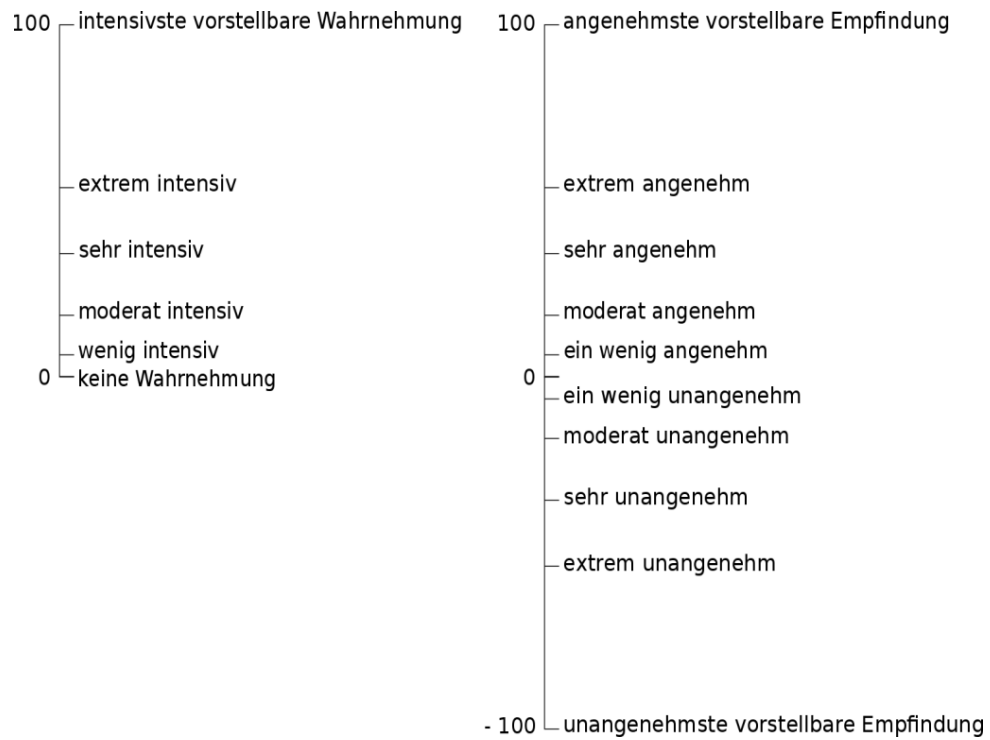 100 intensivste vorstellbare Wahrnehmung
extrem intensiv
sehr intensiv
moderat intensiv
wenig intensiv
0 keine Wahrnehmung
100 angenehmste vorstellbare Empfindung
extrem angenehm
sehr angenehm
moderat angenehm
ein wenig angenehm
0
ein wenig unangenehm
moderat unangenehm
sehr unangenehm
extrem unangenehm
- 100 unangenehmste vorstellbare Empfindung